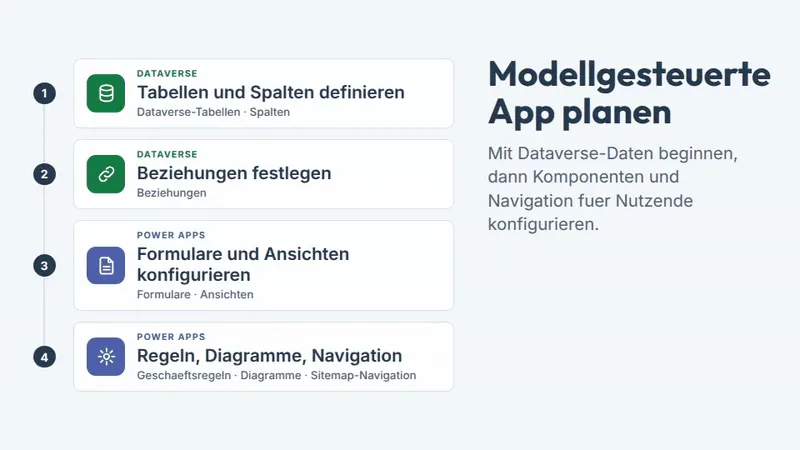 1
DATAVERSE
Tabellen und Spalten definieren
Dataverse-Tabellen · Spalten
2
DATAVERSE
Beziehungen festlegen
Beziehungen
3
POWER APPS
Formulare und Ansichten
konfigurieren
Formulare · Ansichten
4
POWER APPS
Regeln, Diagramme, Navigation
Geschaeftsregeln · Diagramme · Sitemap-Navigation
Modellgesteuerte
App planen
Mit Dataverse-Daten beginnen,
dann Komponenten und
Navigation fuer Nutzende
konfigurieren.